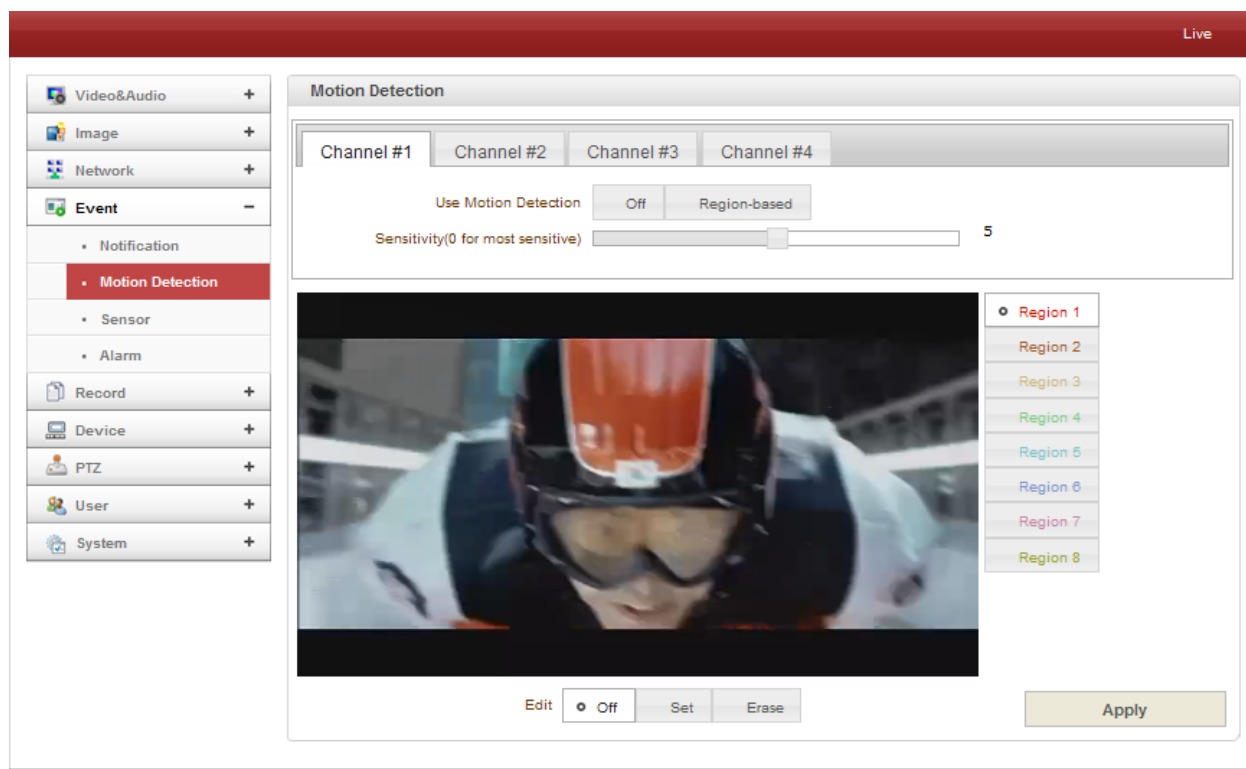 Live
Video&Audio +
Image +
Network +
Event −
Notification
Motion Detection
Sensor
Alarm
Record +
Device +
PTZ +
User +
System +
Motion Detection
Channel #1 Channel #2 Channel #3 Channel #4
Use Motion Detection Off Region-based
Sensitivity(0 for most sensitive) 5
Region 1
Region 2
Region 3
Region 4
Region 5
Region 6
Region 7
Region 8
Edit Off Set Erase
Apply